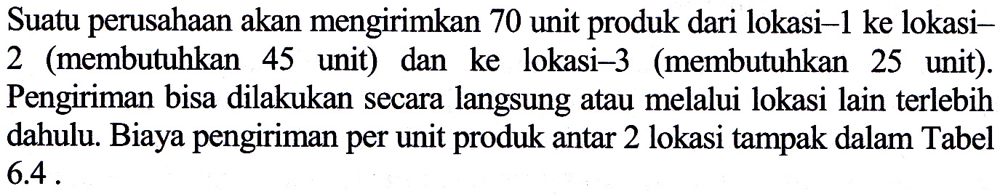 Suatu perusahaan akan mengirimkan 70 unit produk dari lokasi–1 ke lokasi–
2 (membutuhkan 45 unit) dan ke lokasi–3 (membutuhkan 25 unit).
Pengiriman bisa dilakukan secara langsung atau melalui lokasi lain terlebih
dahulu. Biaya pengiriman per unit produk antar 2 lokasi tampak dalam Tabel
6.4 .